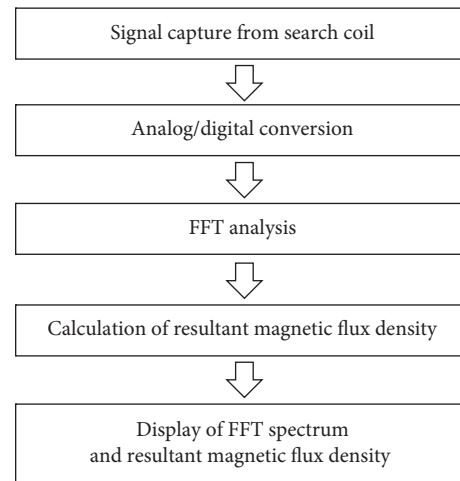 Signal capture from search coil
Analog/digital conversion
FFT analysis
Calculation of resultant magnetic flux density
Display of FFT spectrum
and resultant magnetic flux density